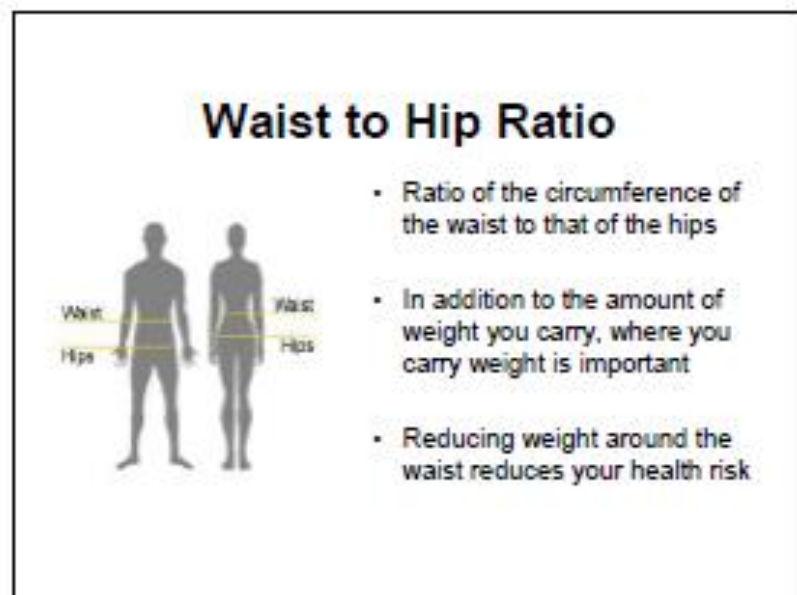 Waist to Hip Ratio
Waist
Hips
Waist
Hips
• Ratio of the circumference of
the waist to that of the hips
• In addition to the amount of
weight you carry, where you
carry weight is important
• Reducing weight around the
waist reduces your health risk